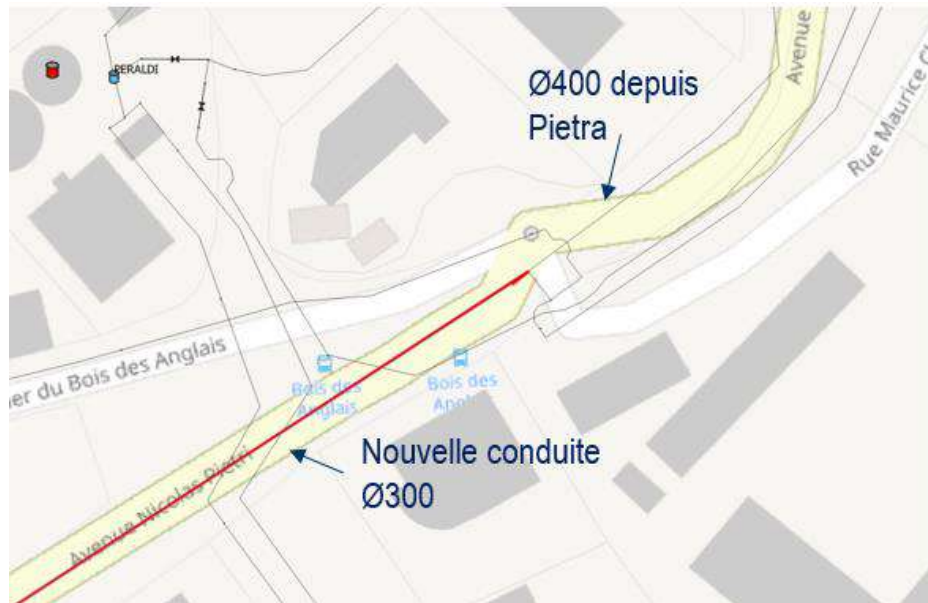 PERALDI
Ø400 depuis
Pietra
Avenue
Rue Maurice
er du Bois des Anglais
Bois des
Anglais
Bois des
Nouvelle conduite
Ø300
Avenue Nicolas Pietri